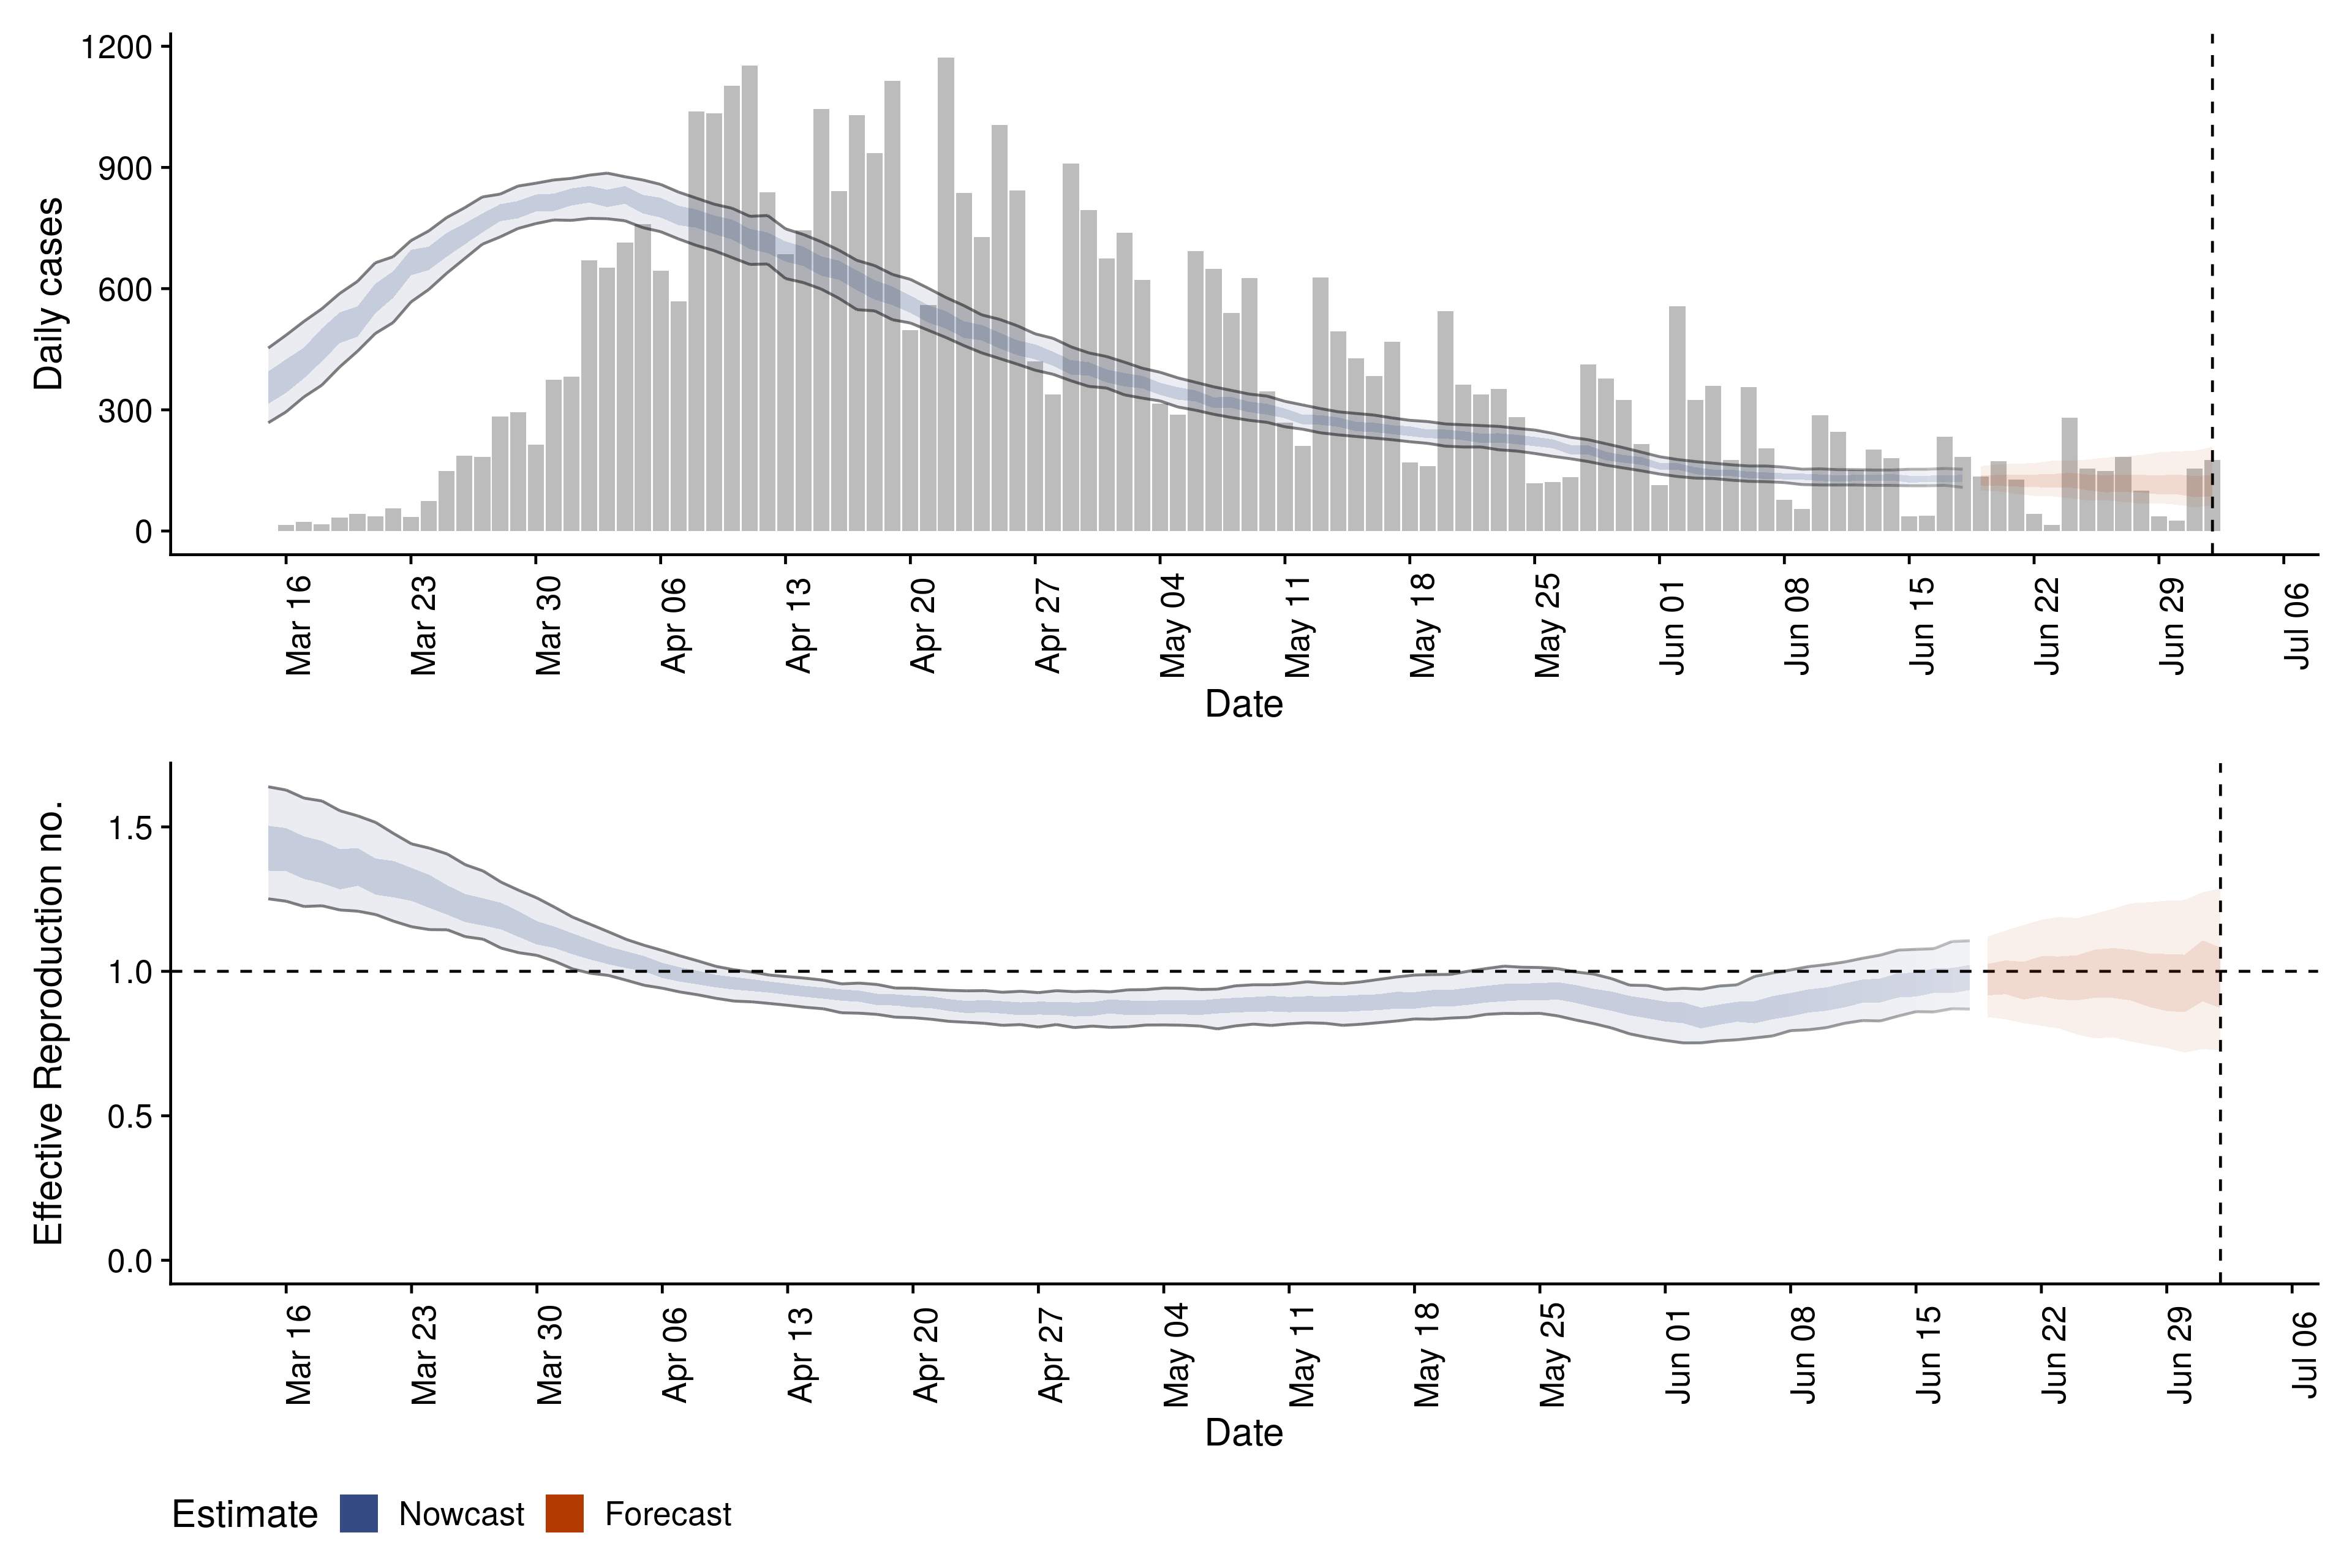 1200
900
600
300
0
Daily cases
Mar 16
Mar 23
Mar 30
Apr 06
Apr 13
Apr 20
Apr 27
May 04
May 11
May 18
May 25
Jun 01
Jun 08
Jun 15
Jun 22
Jun 29
Jul 06
Date
1.5
1.0
0.5
0.0
Effective Reproduction no.
Mar 16
Mar 23
Mar 30
Apr 06
Apr 13
Apr 20
Apr 27
May 04
May 11
May 18
May 25
Jun 01
Jun 08
Jun 15
Jun 22
Jun 29
Jul 06
Date
Estimate Nowcast Forecast